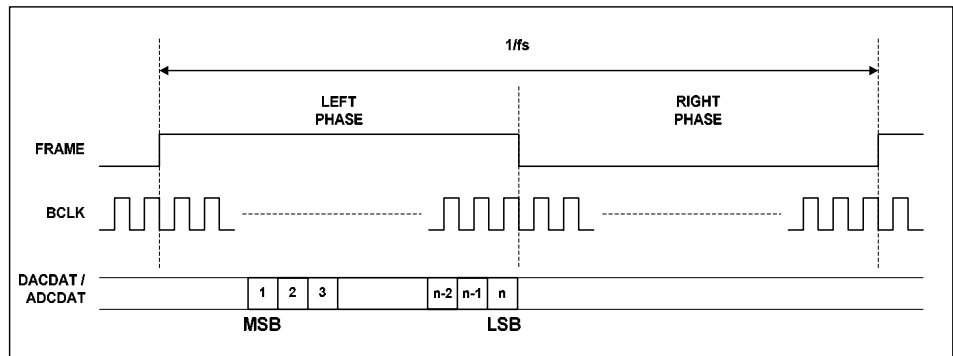 1/fs
LEFT
PHASE
RIGHT
PHASE
FRAME
BCLK
DACDAT /
ADCDAT
1 2 3 n-2 n-1 n
MSB LSB